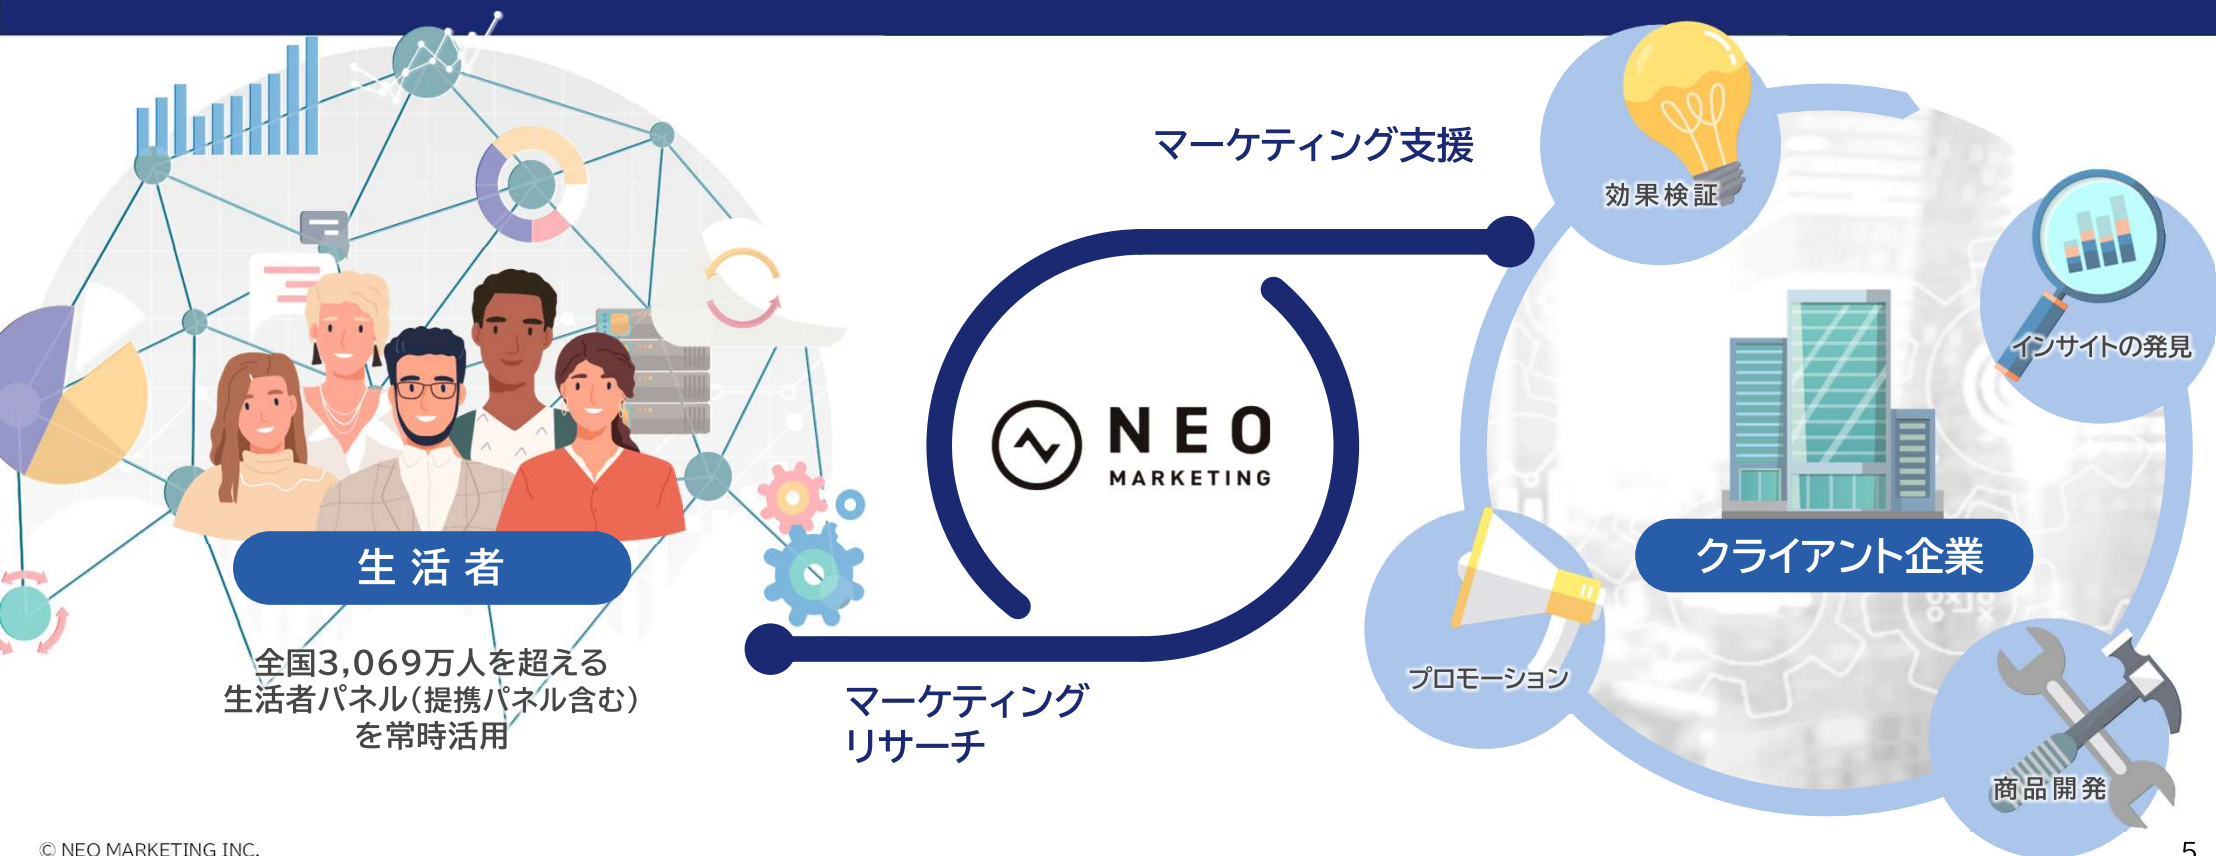 マーケティング支援
効果検証
インサイトの発見
NEO
MARKETING
生活者
クライアント企業
全国3,069万人を超える
生活者パネル(提携パネル含む)
を常時活用
マーケティング
リサーチ
プロモーション
商品開発
© NEO MARKETING INC.
5